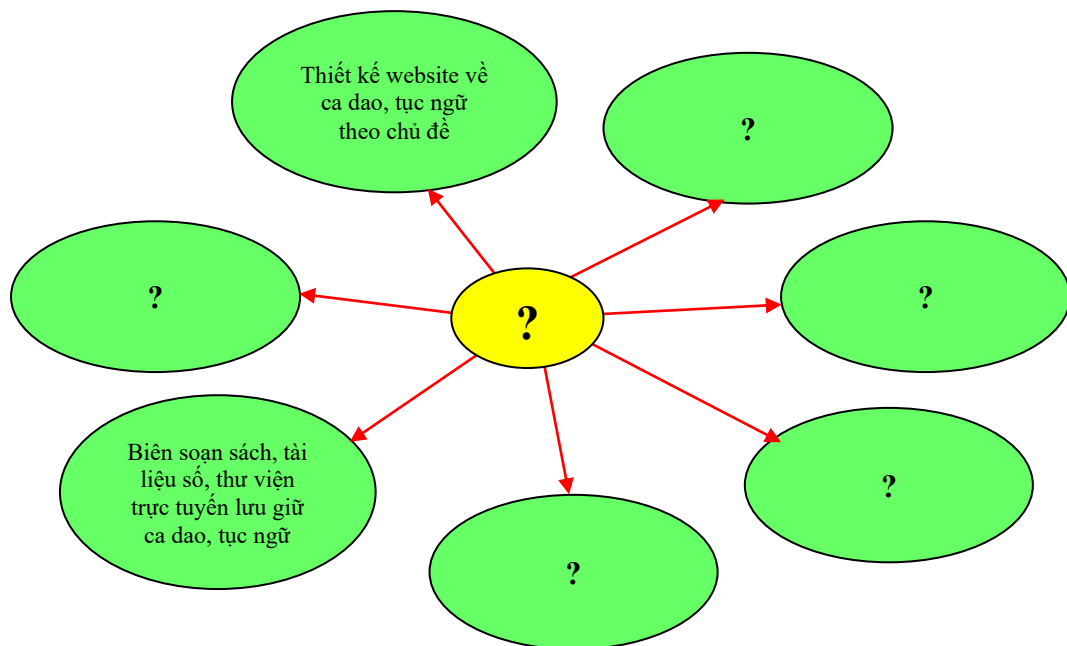 Thiết kế website về
ca dao, tục ngữ
theo chủ đề
?
?
?
?
Biên soạn sách, tài
liệu số, thư viện
trực tuyến lưu giữ
ca dao, tục ngữ
?
?